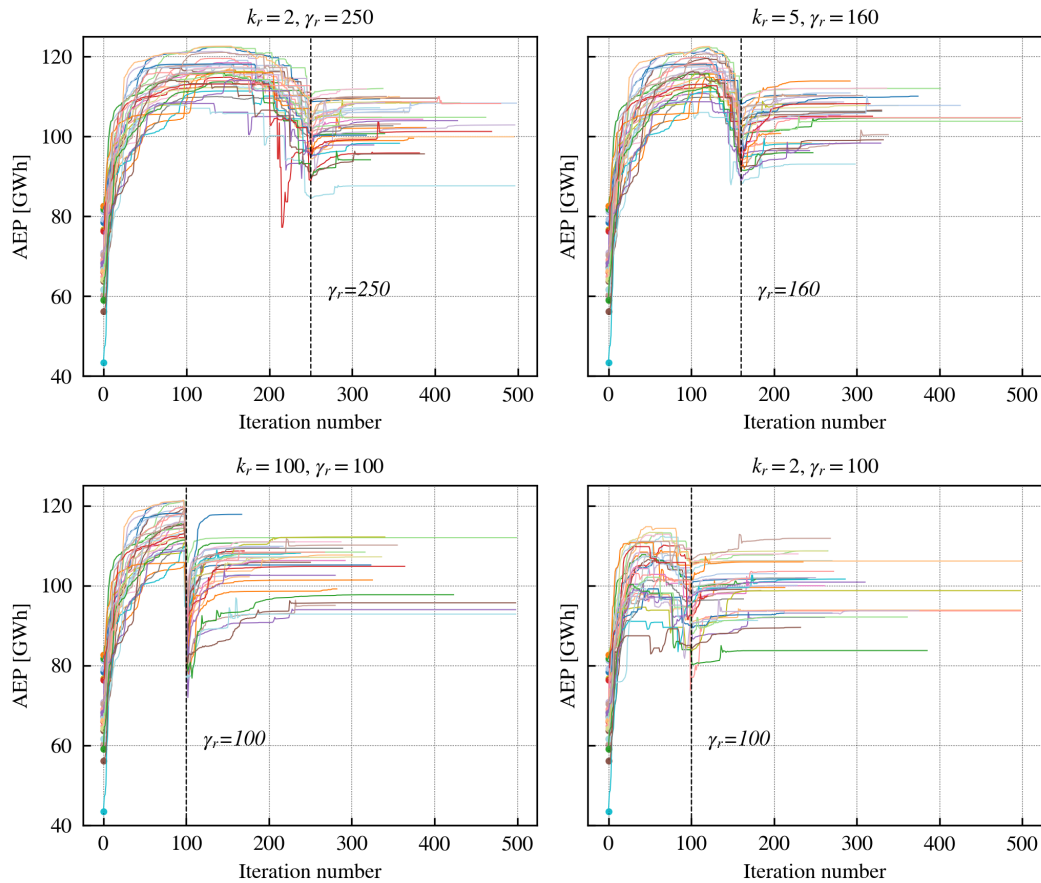 k_r = 2, γ_r = 250
120
100
80
60
40
AEP [GWh]
γ_r=250
0 100 200 300 400 500
Iteration number
k_r = 5, γ_r = 160
120
100
80
60
40
AEP [GWh]
γ_r=160
0 100 200 300 400 500
Iteration number
k_r = 100, γ_r = 100
120
100
80
60
40
AEP [GWh]
γ_r=100
0 100 200 300 400 500
Iteration number
k_r = 2, γ_r = 100
120
100
80
60
40
AEP [GWh]
γ_r=100
0 100 200 300 400 500
Iteration number